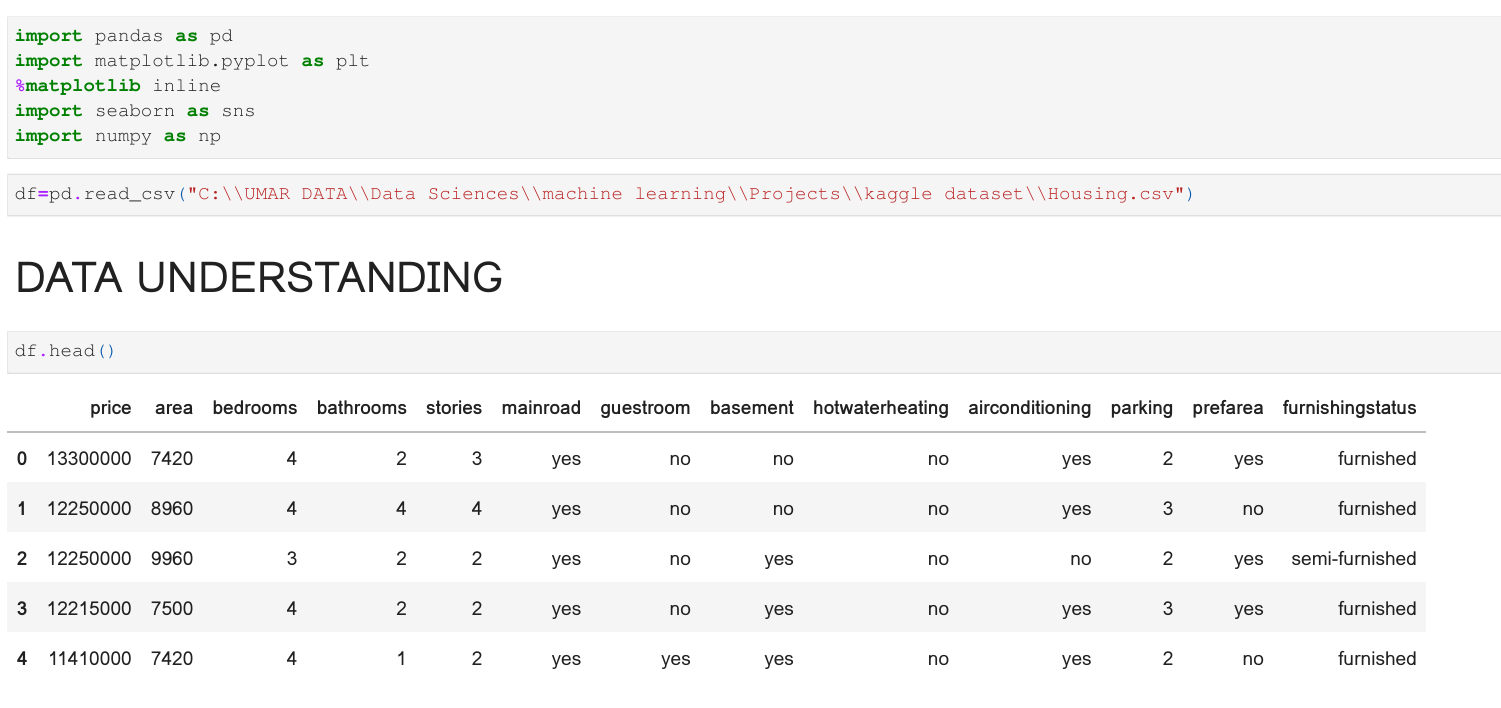 import pandas as pd
import matplotlib.pyplot as plt
%matplotlib inline
import seaborn as sns
import numpy as np
df=pd.read_csv("C:\\UMAR DATA\\Data Sciences\\machine learning\\Projects\\kaggle dataset\\Housing.csv")
DATA UNDERSTANDING
df.head()
price area bedrooms bathrooms stories mainroad guestroom basement hotwaterheating airconditioning parking prefarea furnishingstatus
0 13300000 7420 4 2 3 yes no no no yes 2 yes furnished
1 12250000 8960 4 4 4 yes no no no yes 3 no furnished
2 12250000 9960 3 2 2 yes no yes no no 2 yes semi-furnished
3 12215000 7500 4 2 2 yes no yes no yes 3 yes furnished
4 11410000 7420 4 1 2 yes yes yes no yes 2 no furnished